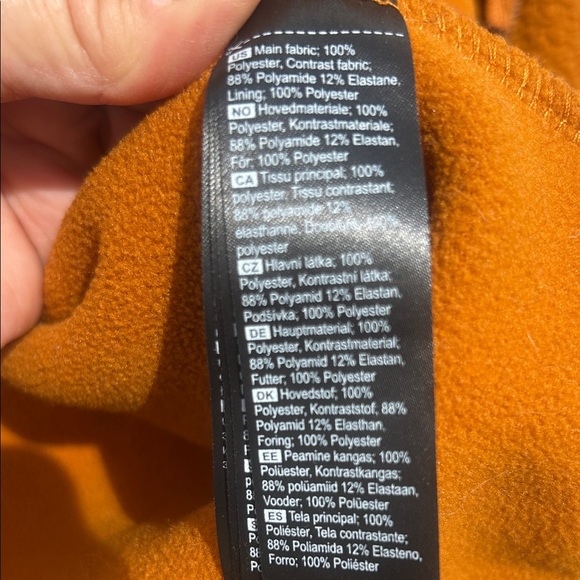 US Main fabric; 100%
Polyester, Contrast fabric;
88% Polyamide 12% Elastane,
Lining; 100% Polyester
NO Hovedmateriale; 100%
Polyester, Kontrastmateriale;
88% Polyamide 12% Elastan,
Fôr; 100% Polyester
CA Tissu principal; 100%
polyester. Tissu contrastant;
88% polyamide 12%
élasthanne, 100%
polyester
CZ Hlavní látka; 100%
Polyester, Kontrastní látka;
88% Polyamid 12% Elastan,
Podšívka, 100% Polyester
DE Hauptmaterial; 100%
Polyester, Kontrastmaterial;
88% Polyamid 12% Elastan,
Futter; 100% Polyester
DK Hovedstof; 100%
Polyester, Kontraststof, 88%
Polyamid 12% Elasthan,
Foring; 100% Polyester
EE Peamine kangas; 100%
Polüester, Kontrastkangas;
88% polüamiid 12% Elastaan,
Vooder; 100% Polüester
ES Tela principal; 100%
Poliéster, Tela contrastante;
88% Poliamida 12% Elasteno,
Forro; 100% Poliéster